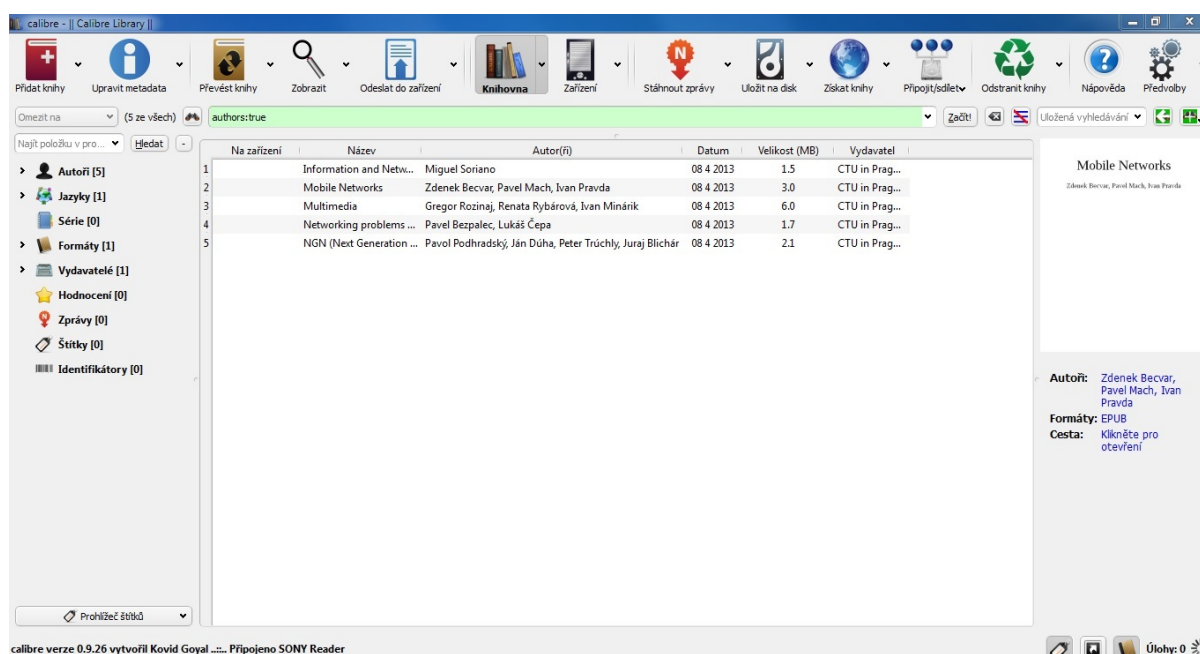 calibre - || Calibre Library ||
Přidat knihy Upravit metadata Převést knihy Zobrazit Odeslat do zařízení Knihovna Zařízení Stáhnout zprávy Uložit na disk Získat knihy Připojit/sdílet Odstranit knihy Nápověda Předvolby
Omezit na (5 ze všech) authors:true Začít! Uložená vyhledávání
Najít položku v pro... Hledat -
Na zařízení Název Autor(ři) Datum Velikost (MB) Vydavatel
1 Information and Netw... Miguel Soriano 08 4 2013 1.5 CTU in Prag...
2 Mobile Networks Zdenek Becvar, Pavel Mach, Ivan Pravda 08 4 2013 3.0 CTU in Prag...
3 Multimedia Gregor Rozinaj, Renata Rybárová, Ivan Minárik 08 4 2013 6.0 CTU in Prag...
4 Networking problems ... Pavel Bezpalec, Lukáš Čepa 08 4 2013 1.7 CTU in Prag...
5 NGN (Next Generation ... Pavol Podhradský, Ján Dúha, Peter Trúchly, Juraj Blichár 08 4 2013 2.1 CTU in Prag...
Autoři [5]
Jazyky [1]
Série [0]
Formáty [1]
Vydavatelé [1]
Hodnocení [0]
Zprávy [0]
Štítky [0]
Identifikátory [0]
Mobile Networks
Zdenek Becvar, Pavel Mach, Ivan Pravda
Autoři: Zdenek Becvar,
Pavel Mach, Ivan
Pravda
Formáty: EPUB
Cesta: Klikněte pro
otevření
Prohlížeč štítků
calibre verze 0.9.26 vytvořil Kovid Goyal ..::.. Připojeno SONY Reader
Úlohy: 0